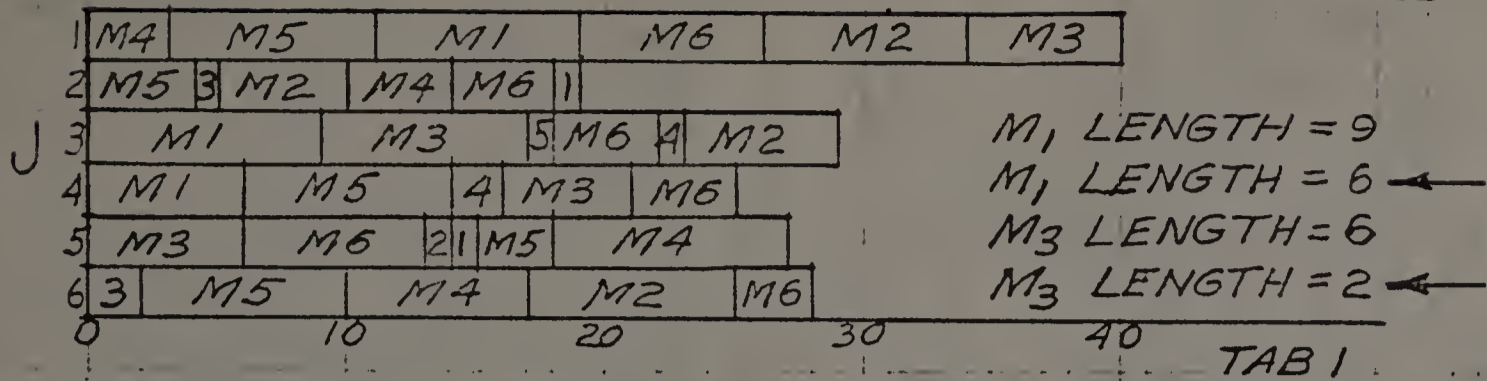 1 M4 M5 M1 M6 M2 M3
2 M5 3 M2 M4 M6 1
J 3 M1 M3 5 M6 4 M2 M1 LENGTH = 9
4 M1 M5 4 M3 M6 M1 LENGTH = 6
5 M3 M6 2 1 M5 M4 M3 LENGTH = 6
6 3 M5 M4 M2 M6 M3 LENGTH = 2
0 10 20 30 40
TAB 1